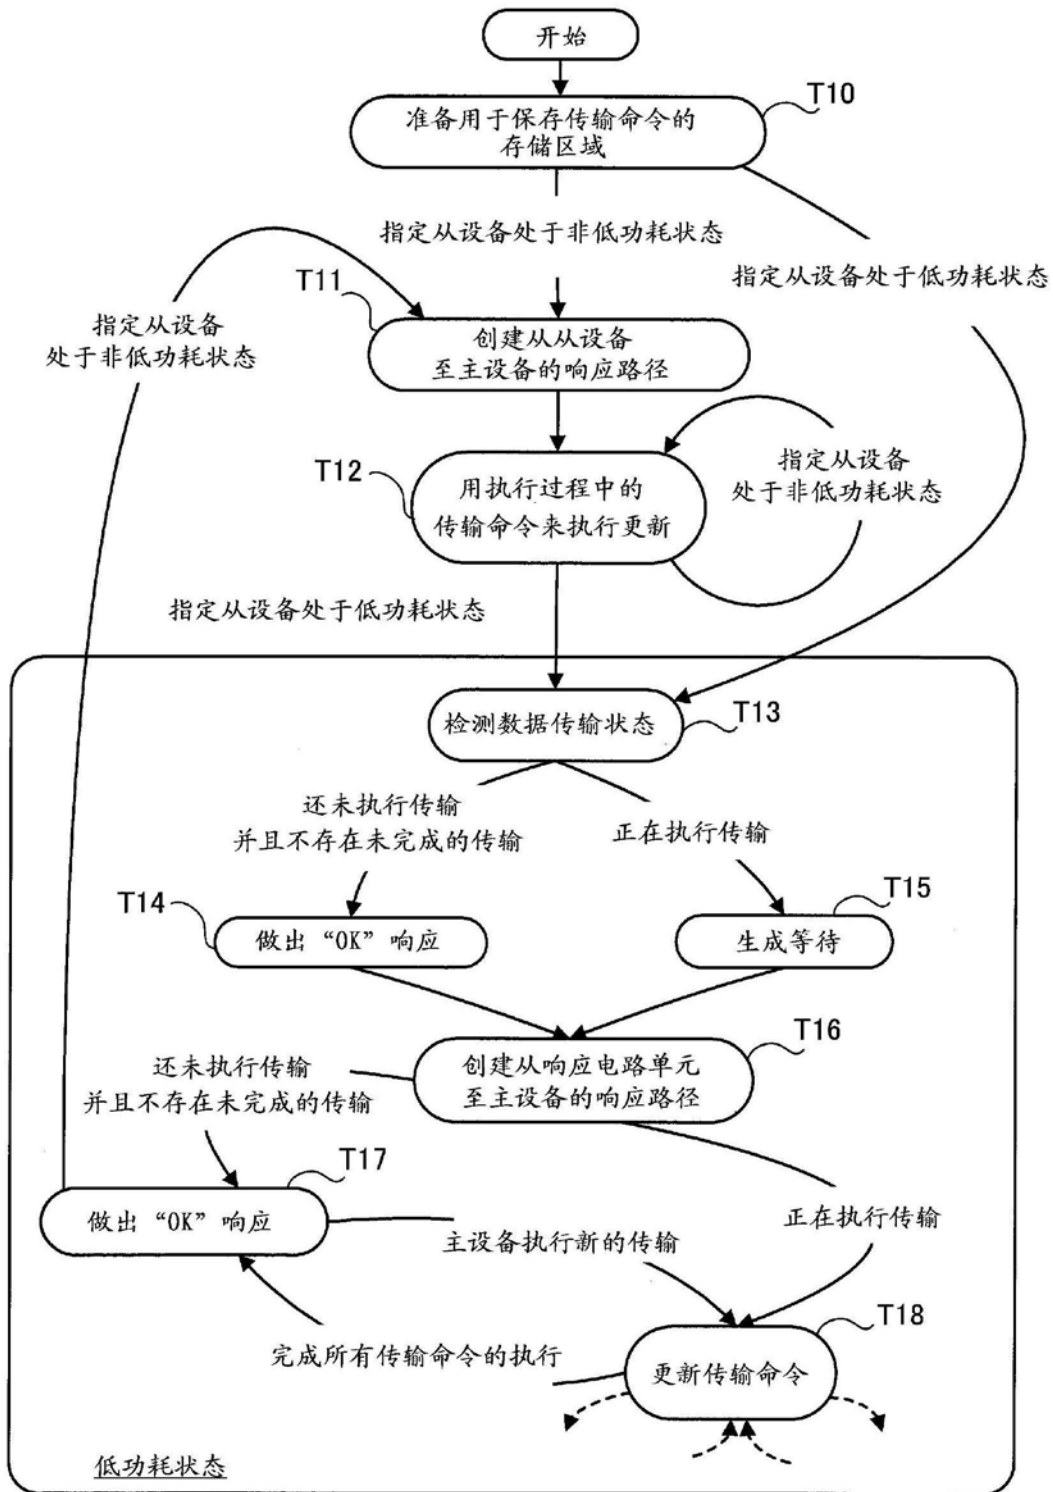 开始
T10
准备用于保存传输命令的
存储区域
指定从设备处于非低功耗状态
指定从设备处于低功耗状态
T11
指定从设备
处于非低功耗状态
创建从从设备
至主设备的响应路径
T12
用执行过程中的
传输命令来执行更新
指定从设备
处于非低功耗状态
指定从设备处于低功耗状态
检测数据传输状态
T13
还未执行传输
并且不存在未完成的传输
正在执行传输
T14
做出“OK”响应
T15
生成等待
T16
创建从响应电路单元
至主设备的响应路径
还未执行传输
并且不存在未完成的传输
T17
做出“OK”响应
主设备执行新的传输
正在执行传输
T18
完成所有传输命令的执行
更新传输命令
低功耗状态